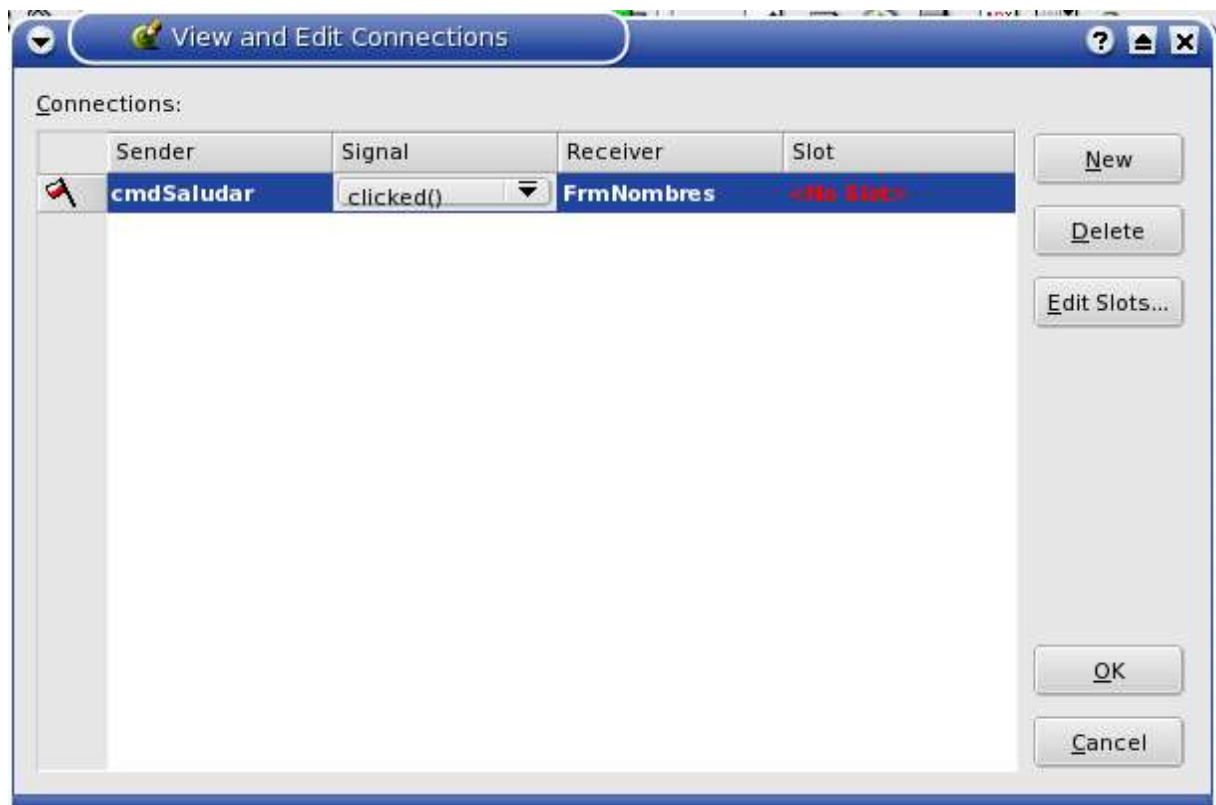 View and Edit Connections
Connections:
Sender Signal Receiver Slot
cmdSaludar clicked() FrmNombres <No Slot>
New
Delete
Edit Slots...
OK
Cancel